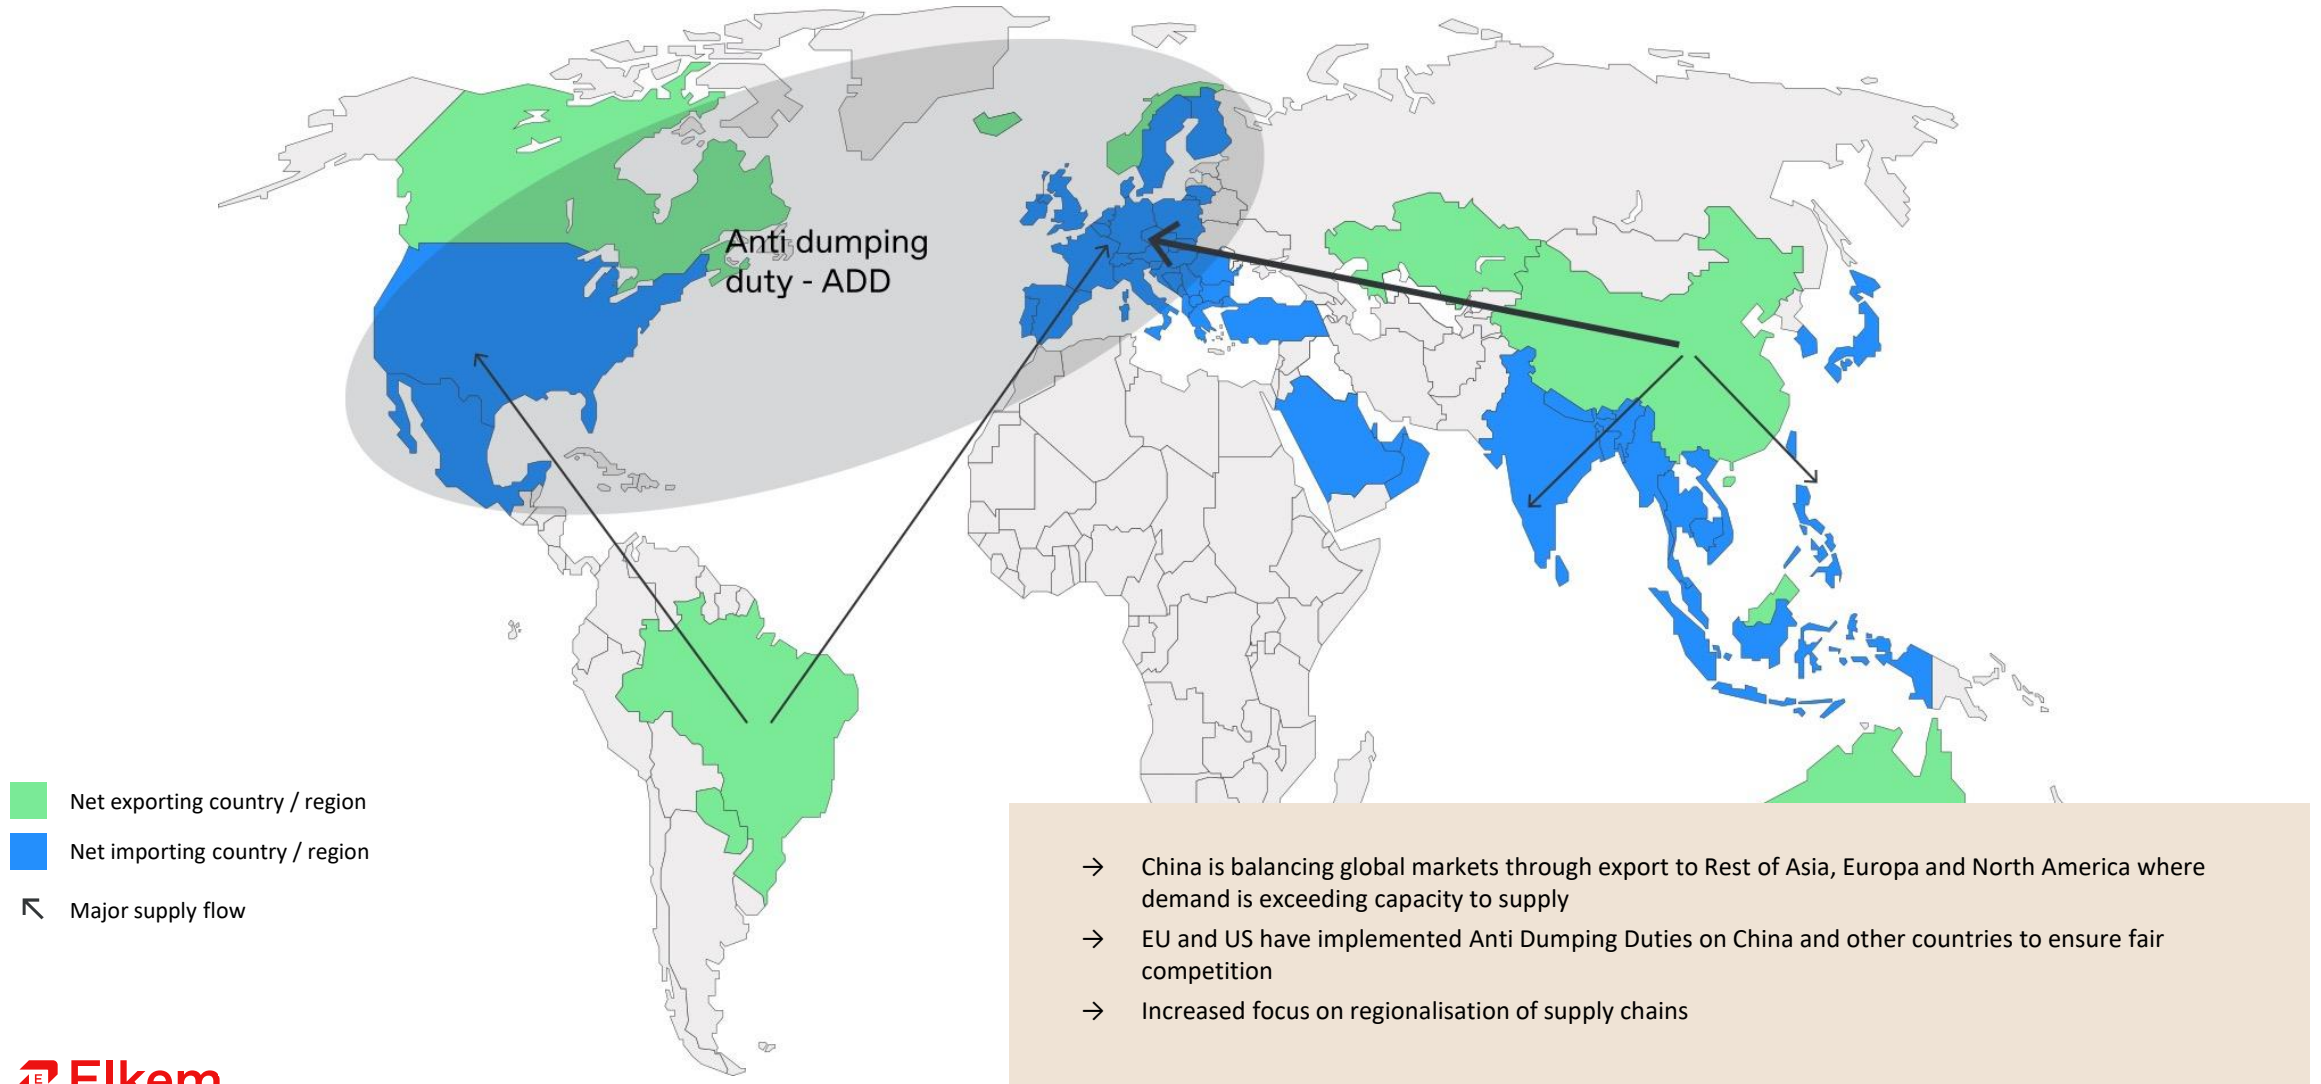 Anti dumping
duty - ADD
Net exporting country / region
Net importing country / region
Major supply flow
→ China is balancing global markets through export to Rest of Asia, Europa and North America where
demand is exceeding capacity to supply
→ EU and US have implemented Anti Dumping Duties on China and other countries to ensure fair
competition
→ Increased focus on regionalisation of supply chains
E Elkem